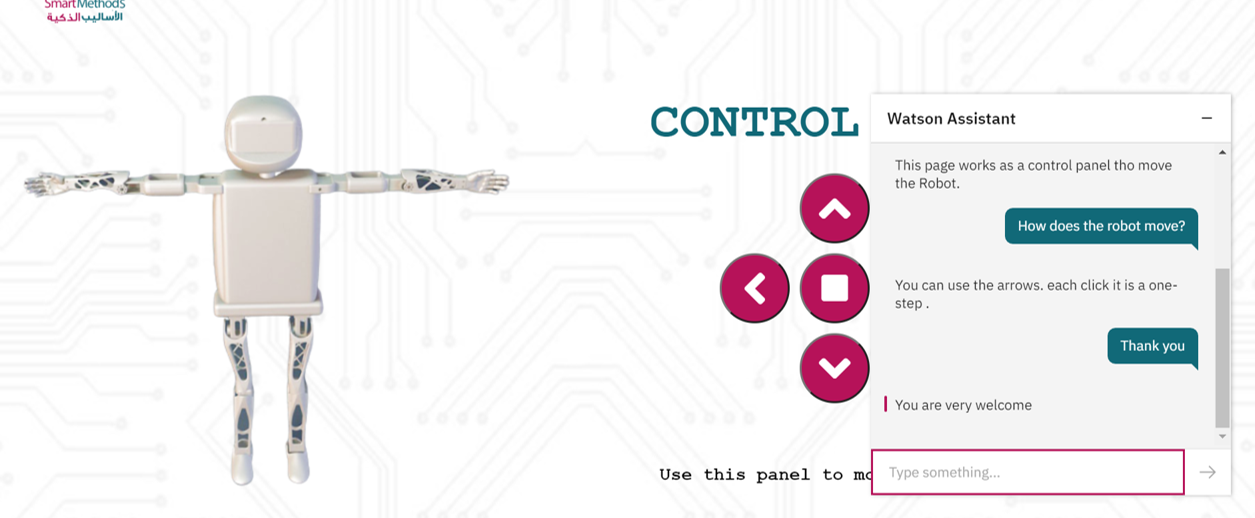 SmartMethods
الأساليب الذكية
CONTROL
Watson Assistant
This page works as a control panel tho move
the Robot.
How does the robot move?
You can use the arrows. each click it is a one-
step .
Thank you
You are very welcome
Use this panel to
Type something...